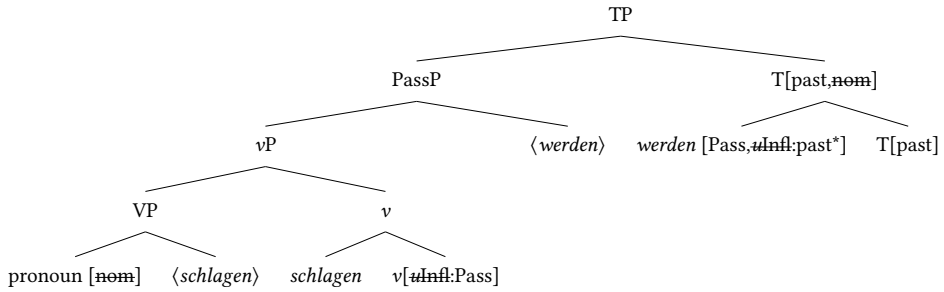 TP
PassP T[past,nom]
vP ⟨werden⟩ werden [Pass,uInfl:past*] T[past]
VP v
pronoun [nom] ⟨schlagen⟩ schlagen v[uInfl:Pass]